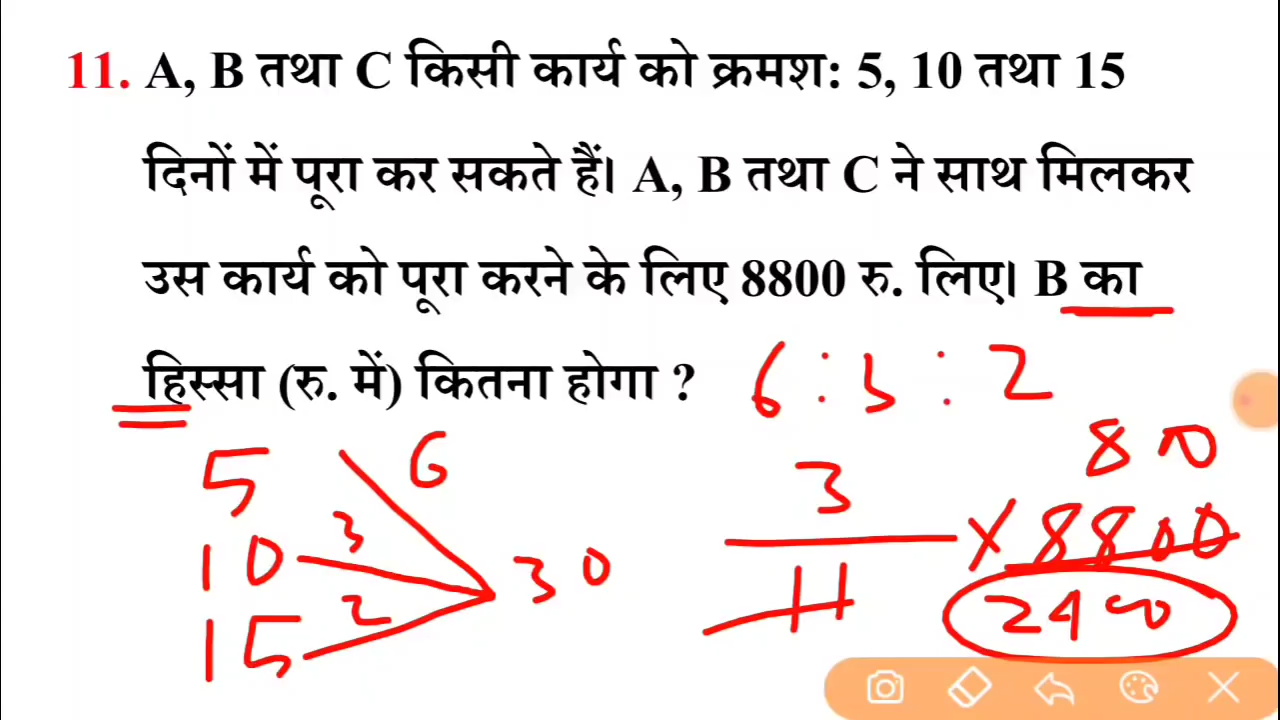 11. A, B तथा C किसी कार्य को क्रमश: 5, 10 तथा 15
दिनों में पूरा कर सकते हैं। A, B तथा C ने साथ मिलकर
उस कार्य को पूरा करने के लिए 8800 रु. लिए। B का
हिस्सा (रु. में) कितना होगा ?
6 : 3 : 2
5 6
10 3 30
15 2
3
11
800
× 8800
2400